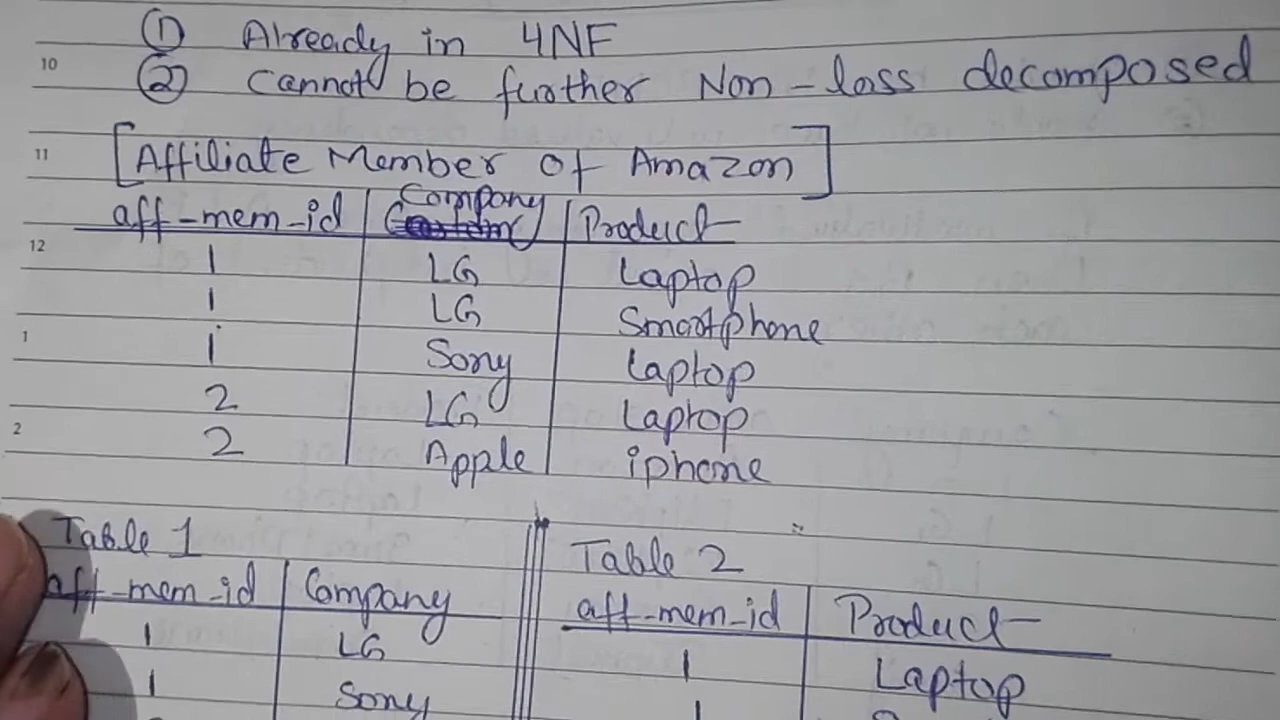 ① Already in 4NF
10
② Cannot be further Non-loss decomposed
11
[Affiliate Member Of Amazon]
aff-mem-id Company Product
12
1 LG Laptop
1 LG Smartphone
1
1 Sony Laptop
2 LG Laptop
2
2 Apple iphone
Table 1 Table 2
aff-mem-id Company aff-mem-id Product
1 LG 1 Laptop
1 Sony 1